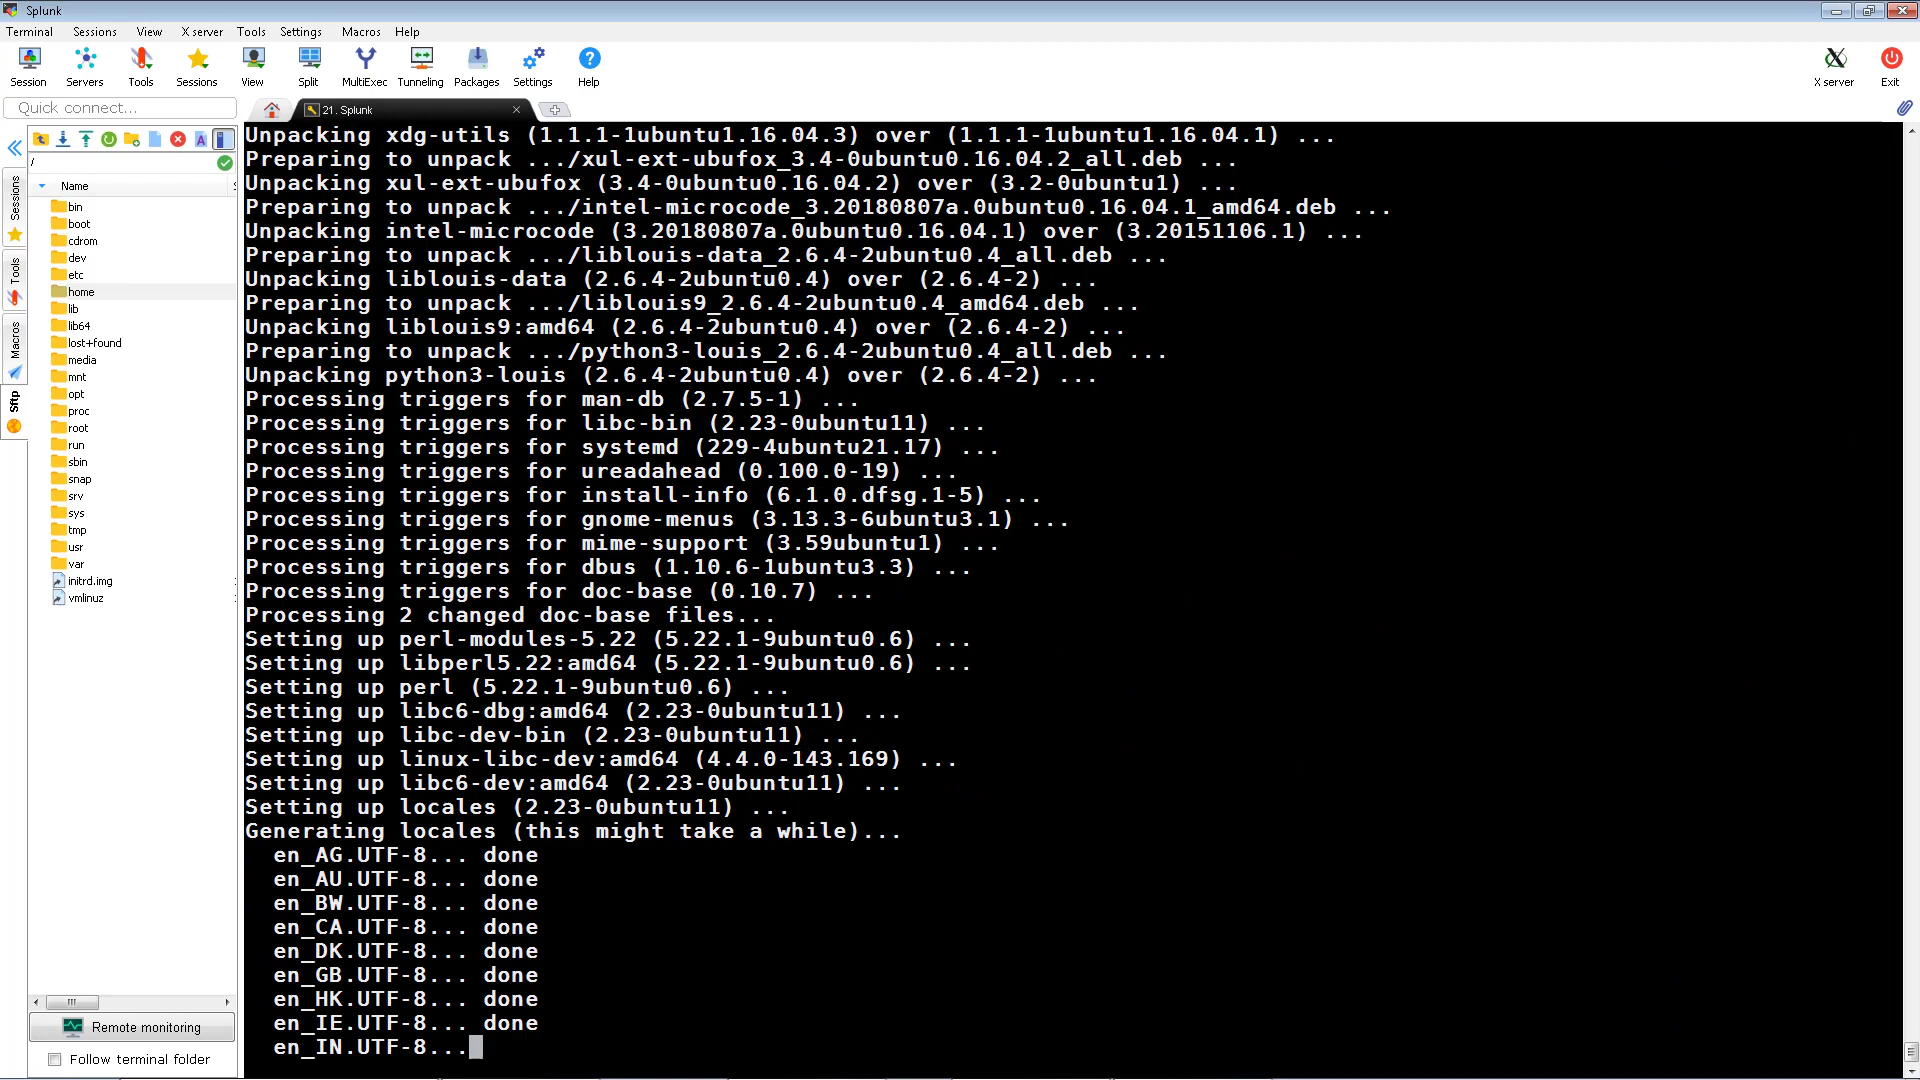 Splunk
Terminal Sessions View X server Tools Settings Macros Help
Session Servers Tools Sessions View Split MultiExec Tunneling Packages Settings Help X server Exit
Quick connect...
21. Splunk
/
Name
Sessions
Tools
Macros
Sftp
bin
boot
cdrom
dev
etc
home
lib
lib64
lost+found
media
mnt
opt
proc
root
run
sbin
snap
srv
sys
tmp
usr
var
initrd.img
vmlinuz
Remote monitoring
Follow terminal folder
Unpacking xdg-utils (1.1.1-1ubuntu1.16.04.3) over (1.1.1-1ubuntu1.16.04.1) ...
Preparing to unpack .../xul-ext-ubufox_3.4-0ubuntu0.16.04.2_all.deb ...
Unpacking xul-ext-ubufox (3.4-0ubuntu0.16.04.2) over (3.2-0ubuntu1) ...
Preparing to unpack .../intel-microcode_3.20180807a.0ubuntu0.16.04.1_amd64.deb ...
Unpacking intel-microcode (3.20180807a.0ubuntu0.16.04.1) over (3.20151106.1) ...
Preparing to unpack .../liblouis-data_2.6.4-2ubuntu0.4_all.deb ...
Unpacking liblouis-data (2.6.4-2ubuntu0.4) over (2.6.4-2) ...
Preparing to unpack .../liblouis9_2.6.4-2ubuntu0.4_amd64.deb ...
Unpacking liblouis9:amd64 (2.6.4-2ubuntu0.4) over (2.6.4-2) ...
Preparing to unpack .../python3-louis_2.6.4-2ubuntu0.4_all.deb ...
Unpacking python3-louis (2.6.4-2ubuntu0.4) over (2.6.4-2) ...
Processing triggers for man-db (2.7.5-1) ...
Processing triggers for libc-bin (2.23-0ubuntu11) ...
Processing triggers for systemd (229-4ubuntu21.17) ...
Processing triggers for ureadahead (0.100.0-19) ...
Processing triggers for install-info (6.1.0.dfsg.1-5) ...
Processing triggers for gnome-menus (3.13.3-6ubuntu3.1) ...
Processing triggers for mime-support (3.59ubuntu1) ...
Processing triggers for dbus (1.10.6-1ubuntu3.3) ...
Processing triggers for doc-base (0.10.7) ...
Processing 2 changed doc-base files...
Setting up perl-modules-5.22 (5.22.1-9ubuntu0.6) ...
Setting up libperl5.22:amd64 (5.22.1-9ubuntu0.6) ...
Setting up perl (5.22.1-9ubuntu0.6) ...
Setting up libc6-dbg:amd64 (2.23-0ubuntu11) ...
Setting up libc-dev-bin (2.23-0ubuntu11) ...
Setting up linux-libc-dev:amd64 (4.4.0-143.169) ...
Setting up libc6-dev:amd64 (2.23-0ubuntu11) ...
Setting up locales (2.23-0ubuntu11) ...
Generating locales (this might take a while)...
en_AG.UTF-8... done
en_AU.UTF-8... done
en_BW.UTF-8... done
en_CA.UTF-8... done
en_DK.UTF-8... done
en_GB.UTF-8... done
en_HK.UTF-8... done
en_IE.UTF-8... done
en_IN.UTF-8...